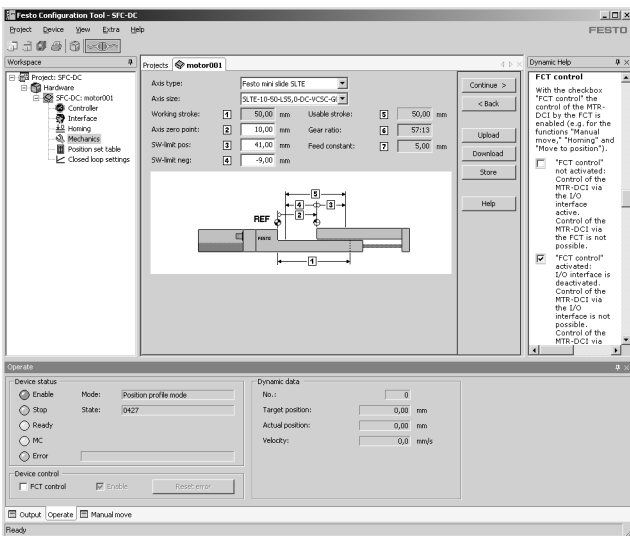 Festo Configuration Tool - SFC-DC
Project Device View Extra Help
FESTO
Workspace
Project: SFC-DC
Hardware
SFC-DC: motor001
Controller
Interface
Homing
Mechanics
Position set table
Closed loop settings
Projects motor001
Axis type: Festo mini slide SLTE
Axis size: SLTE-10-50-LS5,0-DC-VCSC-G(
Working stroke: 1 50,00 mm Usable stroke: 5 50,00 mm
Axis zero point: 2 10,00 mm Gear ratio: 6 57:13
SW-limit pos: 3 41,00 mm Feed constant: 7 5,00 mm
SW-limit neg: 4 -9,00 mm
5
4 3
REF 2
FESTO
1
Continue >
< Back
Upload
Download
Store
Help
Dynamic Help
FCT control
With the checkbox
"FCT control" the
control of the MTR-
DCI by the FCT is
enabled (e.g. for the
functions "Manual
move," "Homing" and
"Move to position").
"FCT control"
not activated:
Control of the
MTR-DCI via
the I/O
interface
active.
Control of the
MTR-DCI via
the FCT is not
possible.
"FCT control"
activated:
I/O interface is
deactivated.
Control of the
MTR-DCI via
the I/O
interface is not
possible.
Control of the
MTR-DCI via
Operate
Device status
Enable Mode: Position profile mode
Stop State: 0427
Ready
MC
Error
Dynamic data
No.: 0
Target position: 0,00 mm
Actual position: 0,00 mm
Velocity: 0,0 mm/s
Device control
FCT control Enable Reset error
Output Operate Manual move
Ready